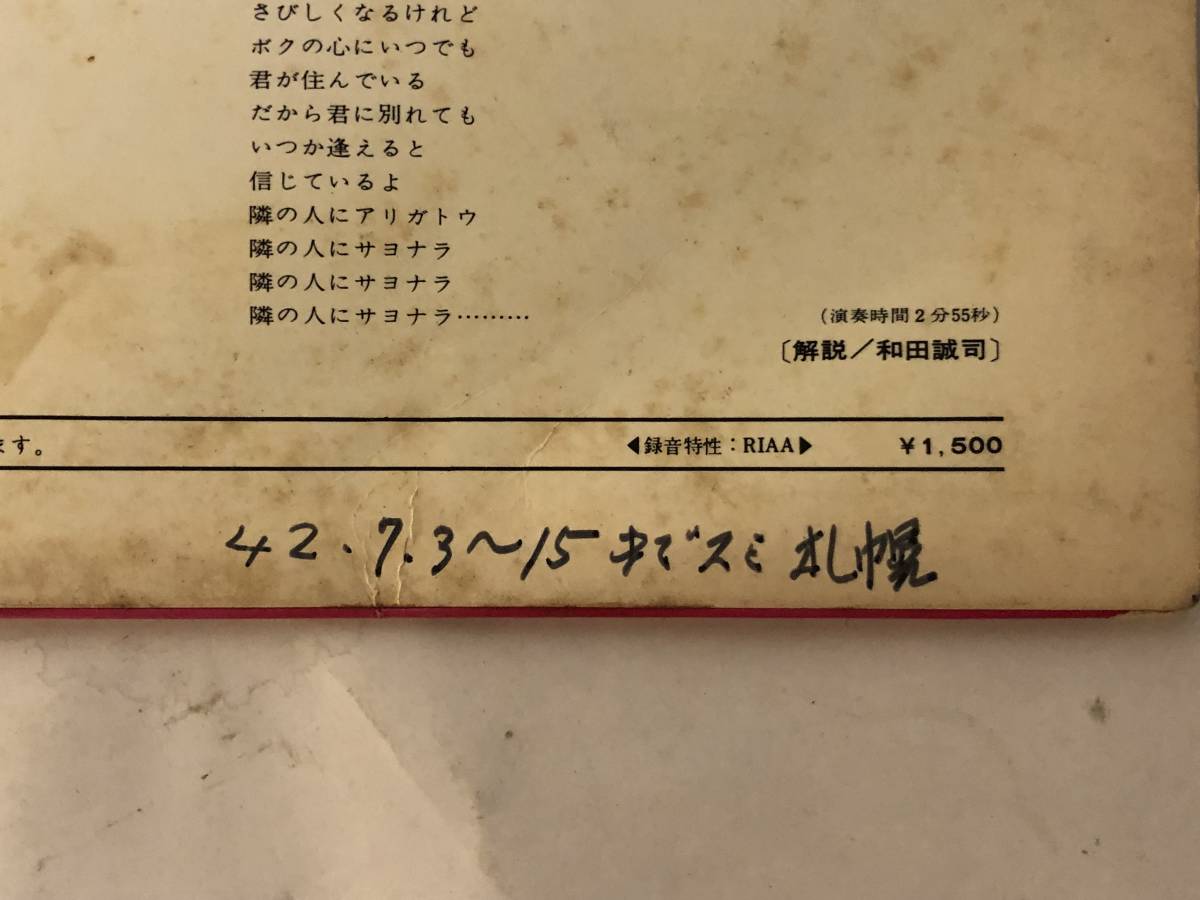 さびしくなるけれど
ボクの心にいつでも
君が住んでいる
だから君に別れても
いつか逢えると
信じているよ
隣の人にアリガトウ
隣の人にサヨナラ
隣の人にサヨナラ
隣の人にサヨナラ………
(演奏時間2分55秒)
〔解説/和田誠司〕
ます。 ◀録音特性:RIAA▶ ¥1,500
42.7.3〜15までスミ 札幌